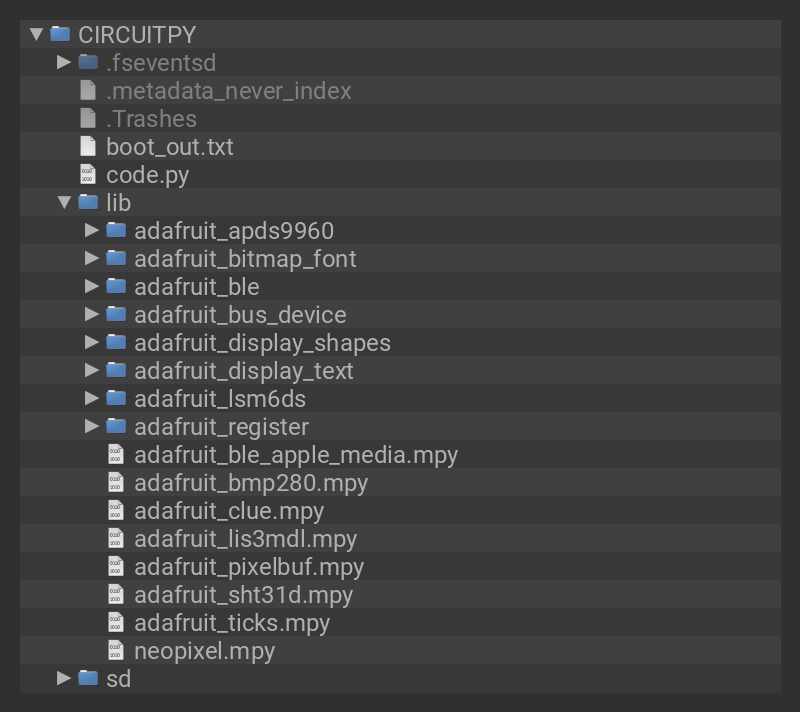 CIRCUITPY
.fseventsd
.metadata_never_index
.Trashes
boot_out.txt
code.py
lib
adafruit_apds9960
adafruit_bitmap_font
adafruit_ble
adafruit_bus_device
adafruit_display_shapes
adafruit_display_text
adafruit_lsm6ds
adafruit_register
adafruit_ble_apple_media.mpy
adafruit_bmp280.mpy
adafruit_clue.mpy
adafruit_lis3mdl.mpy
adafruit_pixelbuf.mpy
adafruit_sht31d.mpy
adafruit_ticks.mpy
neopixel.mpy
sd